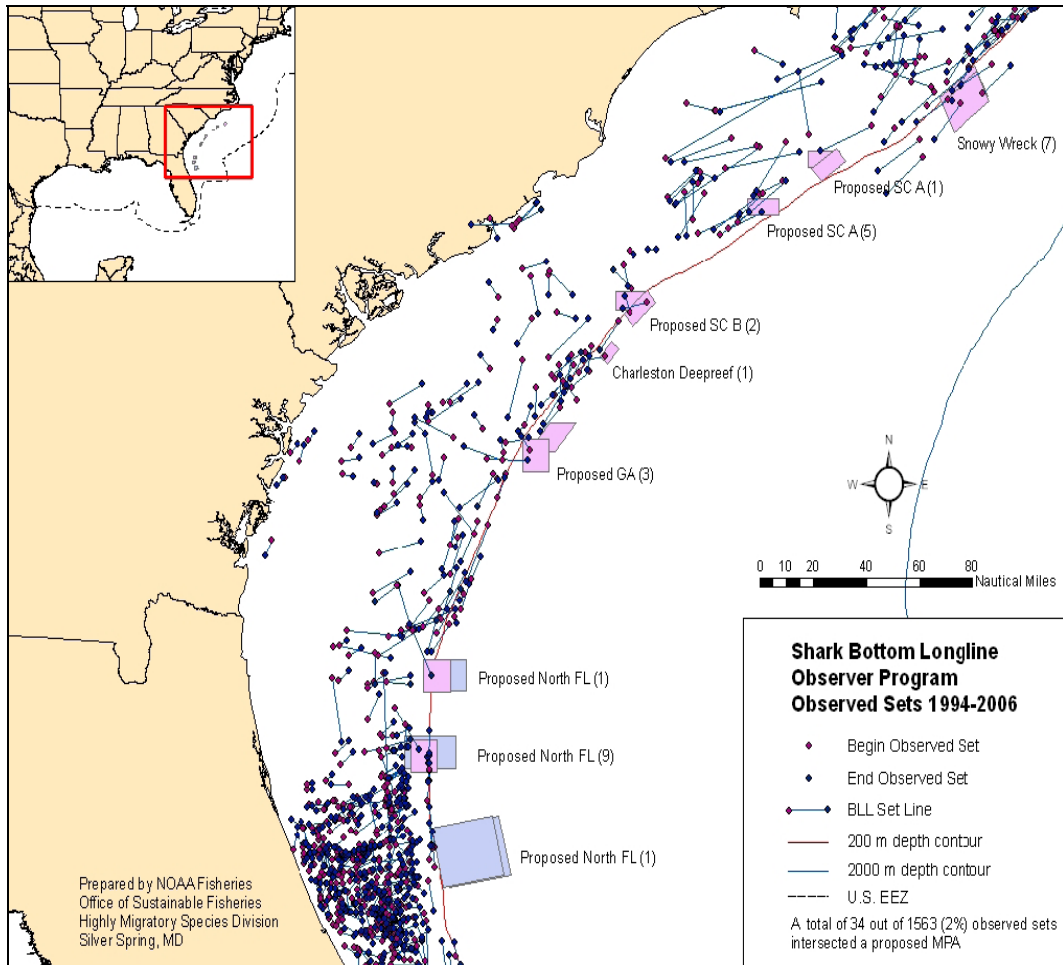 Snowy Wreck (7)
Proposed SC A (1)
Proposed SC A (5)
Proposed SC B (2)
Charleston Deepreef (1)
Proposed GA (3)
N
W E
S
0 10 20 40 60 80
Nautical Miles
Proposed North FL (1)
Proposed North FL (9)
Proposed North FL (1)
Shark Bottom Longline
Observer Program
Observed Sets 1994-2006
Begin Observed Set
End Observed Set
BLL Set Line
200 m depth contour
2000 m depth contour
U.S. EEZ
A total of 34 out of 1563 (2%) observed sets
intersected a proposed MPA
Prepared by NOAA Fisheries
Office of Sustainable Fisheries
Highly Migratory Species Division
Silver Spring, MD